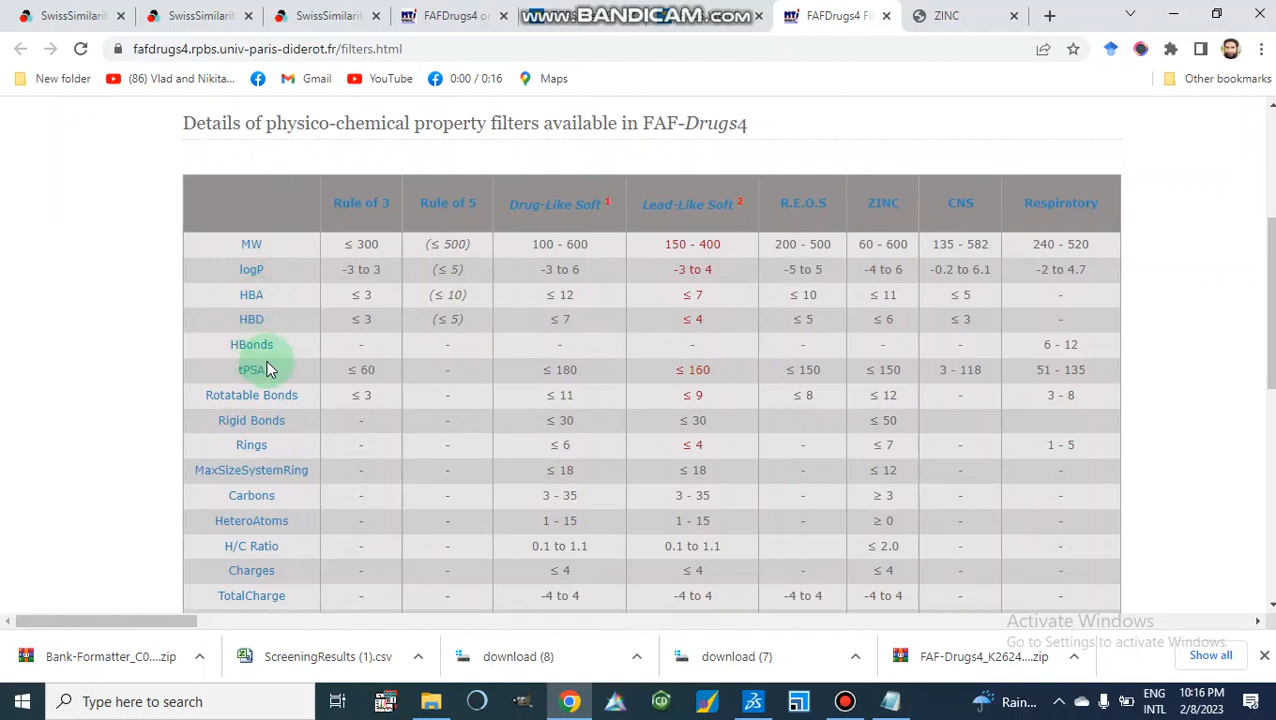 SwissSimilarit
SwissSimilarit
SwissSimilarit
FAFDrugs4 o
www.BANDICAM.com
FAFDrugs4 Fi
ZINC
fafdrugs4.rpbs.univ-paris-diderot.fr/filters.html
New folder
(86) Vlad and Nikita...
Gmail
YouTube
0:00 / 0:16
Maps
Other bookmarks
Details of physico-chemical property filters available in FAF-Drugs4
Rule of 3 Rule of 5 Drug-Like Soft 1 Lead-Like Soft 2 R.E.O.S ZINC CNS Respiratory
MW ≤ 300 (≤ 500) 100 - 600 150 - 400 200 - 500 60 - 600 135 - 582 240 - 520
logP -3 to 3 (≤ 5) -3 to 6 -3 to 4 -5 to 5 -4 to 6 -0.2 to 6.1 -2 to 4.7
HBA ≤ 3 (≤ 10) ≤ 12 ≤ 7 ≤ 10 ≤ 11 ≤ 5 -
HBD ≤ 3 (≤ 5) ≤ 7 ≤ 4 ≤ 5 ≤ 6 ≤ 3 -
HBonds - - - - - - - 6 - 12
tPSA ≤ 60 - ≤ 180 ≤ 160 ≤ 150 ≤ 150 3 - 118 51 - 135
Rotatable Bonds ≤ 3 - ≤ 11 ≤ 9 ≤ 8 ≤ 12 - 3 - 8
Rigid Bonds - - ≤ 30 ≤ 30 ≤ 50
Rings - - ≤ 6 ≤ 4 - ≤ 7 - 1 - 5
MaxSizeSystemRing - - ≤ 18 ≤ 18 - ≤ 12 - -
Carbons - - 3 - 35 3 - 35 - ≥ 3 - -
HeteroAtoms - - 1 - 15 1 - 15 - ≥ 0 - -
H/C Ratio - - 0.1 to 1.1 0.1 to 1.1 ≤ 2.0 - -
Charges - - ≤ 4 ≤ 4 - ≤ 4 - -
TotalCharge - - -4 to 4 -4 to 4 -4 to 4 -4 to 4 - -
Activate Windows
Go to Settings to activate Windows.
Bank-Formatter_C0....zip
ScreeningResults (1).csv
download (8)
download (7)
FAF-Drugs4_K2624....zip
Show all
Type here to search
Rain...
ENG
INTL
10:16 PM
2/8/2023